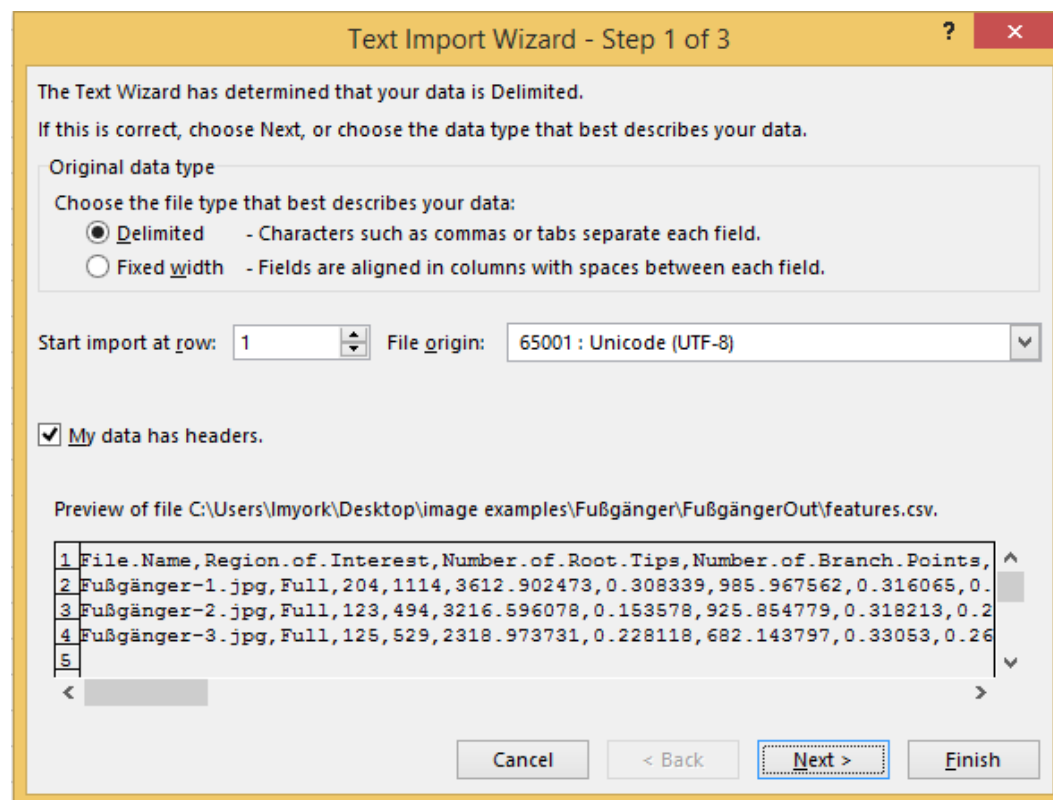 Text Import Wizard - Step 1 of 3
?
The Text Wizard has determined that your data is Delimited.
If this is correct, choose Next, or choose the data type that best describes your data.
Original data type
Choose the file type that best describes your data:
Delimited - Characters such as commas or tabs separate each field.
Fixed width - Fields are aligned in columns with spaces between each field.
Start import at row: 1 File origin: 65001 : Unicode (UTF-8)
My data has headers.
Preview of file C:\Users\lmyork\Desktop\image examples\Fußgänger\FußgängerOut\features.csv.
1 File.Name,Region.of.Interest,Number.of.Root.Tips,Number.of.Branch.Points,
2 Fußgänger-1.jpg,Full,204,1114,3612.902473,0.308339,985.967562,0.316065,0.
3 Fußgänger-2.jpg,Full,123,494,3216.596078,0.153578,925.854779,0.318213,0.2
4 Fußgänger-3.jpg,Full,125,529,2318.973731,0.228118,682.143797,0.33053,0.26
5
Cancel < Back Next > Finish